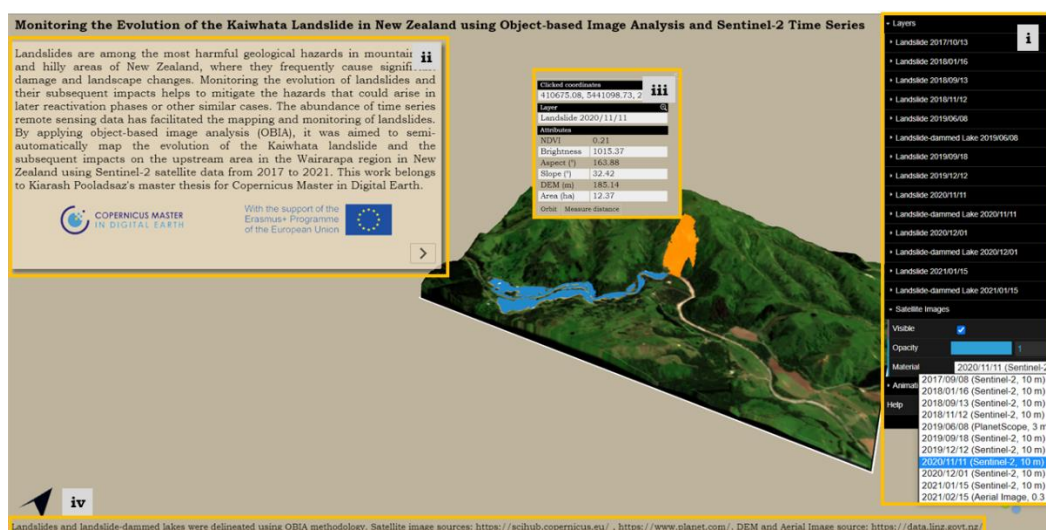 Monitoring the Evolution of the Kaiwhata Landslide in New Zealand using Object-based Image Analysis and Sentinel-2 Time Series
Landslides are among the most harmful geological hazards in
and hilly areas of New Zealand, where they frequently cause
damage and landscape changes. Monitoring the evolution of landslides and
their subsequent impacts helps to mitigate the hazards that could arise in
later reactivation phases or other similar cases. The abundance of time series
remote sensing data has facilitated the mapping and monitoring of landslides.
By applying object-based image analysis (OBIA), it was aimed to semi-
automatically map the evolution of the Kaiwhata landslide and the
subsequent impacts on the upstream area in the Wairarapa region in New
Zealand using Sentinel-2 satellite data from 2017 to 2021. This work belongs
to Kiarash Pooladsaz's master thesis for Copernicus Master in Digital Earth.
ii
COPERNICUS MASTER
IN DIGITAL EARTH
With the support of the
Erasmus+ Programme
of the European Union
>
Clicked coordinates
410675.08, 5441098.73, 2
iii
Layer
Landslide 2020/11/11
Attributes
NDVI 0.21
Brightness 1015.37
Aspect (°) 163.88
Slope (°) 32.42
DEM (m) 185.14
Area (ha) 12.37
Orbit Measure distance
Layers
i
Landslide 2017/10/13
Landslide 2018/01/16
Landslide 2018/09/13
Landslide 2018/11/12
Landslide 2019/06/08
Landslide-dammed Lake 2019/06/08
Landslide 2019/09/18
Landslide 2019/12/12
Landslide 2020/11/11
Landslide-dammed Lake 2020/11/11
Landslide 2020/12/01
Landslide-dammed Lake 2020/12/01
Landslide 2021/01/15
Landslide-dammed Lake 2021/01/15
Satellite Images
Visible
Opacity 1
Material 2020/11/11 (Sentinel-2
Help
2017/09/08 (Sentinel-2, 10 m)
2018/01/16 (Sentinel-2, 10 m)
2018/09/13 (Sentinel-2, 10 m)
2018/11/12 (Sentinel-2, 10 m)
2019/06/08 (PlanetScope, 3 m
2019/09/18 (Sentinel-2, 10 m)
2019/12/12 (Sentinel-2, 10 m)
2020/11/11 (Sentinel-2, 10 m)
2020/12/01 (Sentinel-2, 10 m)
2021/01/15 (Sentinel-2, 10 m)
2021/02/15 (Aerial Image, 0.3
iv
Landslides and landslide-dammed lakes were delineated using OBIA methodology. Satellite image sources: https://scihub.copernicus.eu/ , https://www.planet.com/. DEM and Aerial Image source: https://data.linz.govt.nz/